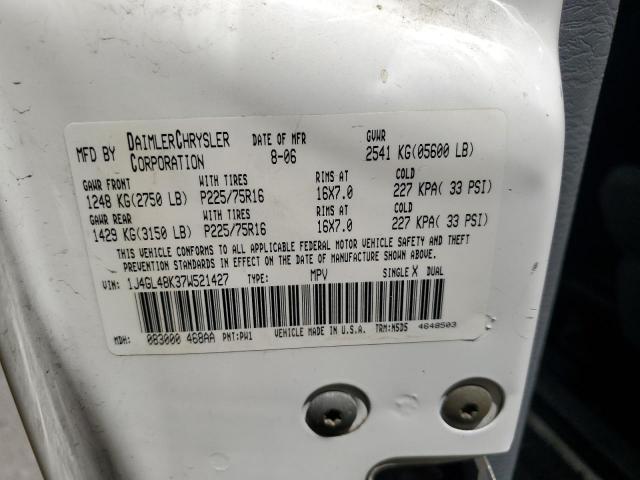 MFD BY DAIMLERCHRYSLER CORPORATION DATE OF MFR 8-06 GVWR 2541 KG(05600 LB)
GAWR FRONT WITH TIRES RIMS AT COLD
1248 KG(2750 LB) P225/75R16 16X7.0 227 KPA( 33 PSI)
GAWR REAR WITH TIRES RIMS AT COLD
1429 KG(3150 LB) P225/75R16 16X7.0 227 KPA( 33 PSI)
THIS VEHICLE CONFORMS TO ALL APPLICABLE FEDERAL MOTOR VEHICLE SAFETY AND THEFT
PREVENTION STANDARDS IN EFFECT ON THE DATE OF MANUFACTURE SHOWN ABOVE.
VIN: 1J4GL48K37W521427 TYPE: MPV SINGLE X DUAL
MDH: 083000 468AA PNT:PW1 VEHICLE MADE IN U.S.A. TRM:N5D5 4648503